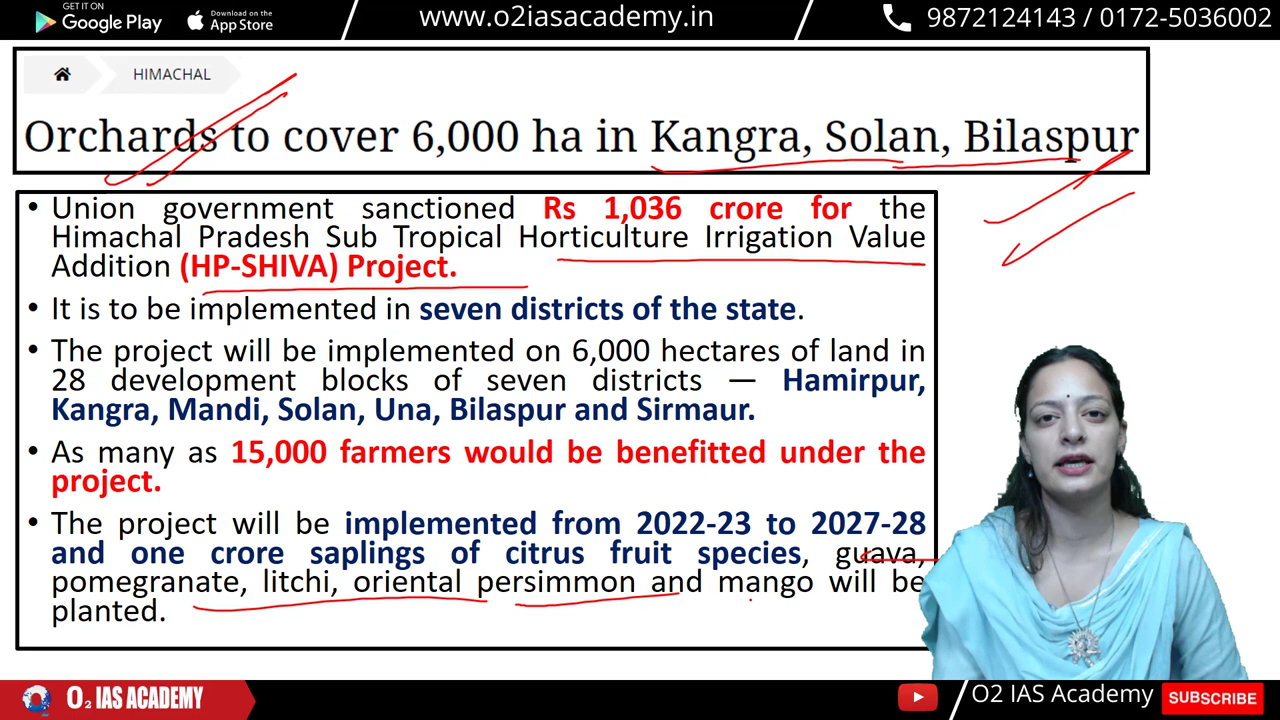 GET IT ON
Google Play
Download on the
App Store
www.o2iasacademy.in
9872124143 / 0172-5036002
HIMACHAL
Orchards to cover 6,000 ha in Kangra, Solan, Bilaspur
• Union government sanctioned Rs 1,036 crore for the
Himachal Pradesh Sub Tropical Horticulture Irrigation Value
Addition (HP-SHIVA) Project.
• It is to be implemented in seven districts of the state.
• The project will be implemented on 6,000 hectares of land in
28 development blocks of seven districts — Hamirpur,
Kangra, Mandi, Solan, Una, Bilaspur and Sirmaur.
• As many as 15,000 farmers would be benefitted under the
project.
• The project will be implemented from 2022-23 to 2027-28
and one crore saplings of citrus fruit species, guava,
pomegranate, litchi, oriental persimmon and mango will be
planted.
O2 IAS ACADEMY
O2 IAS Academy
SUBSCRIBE